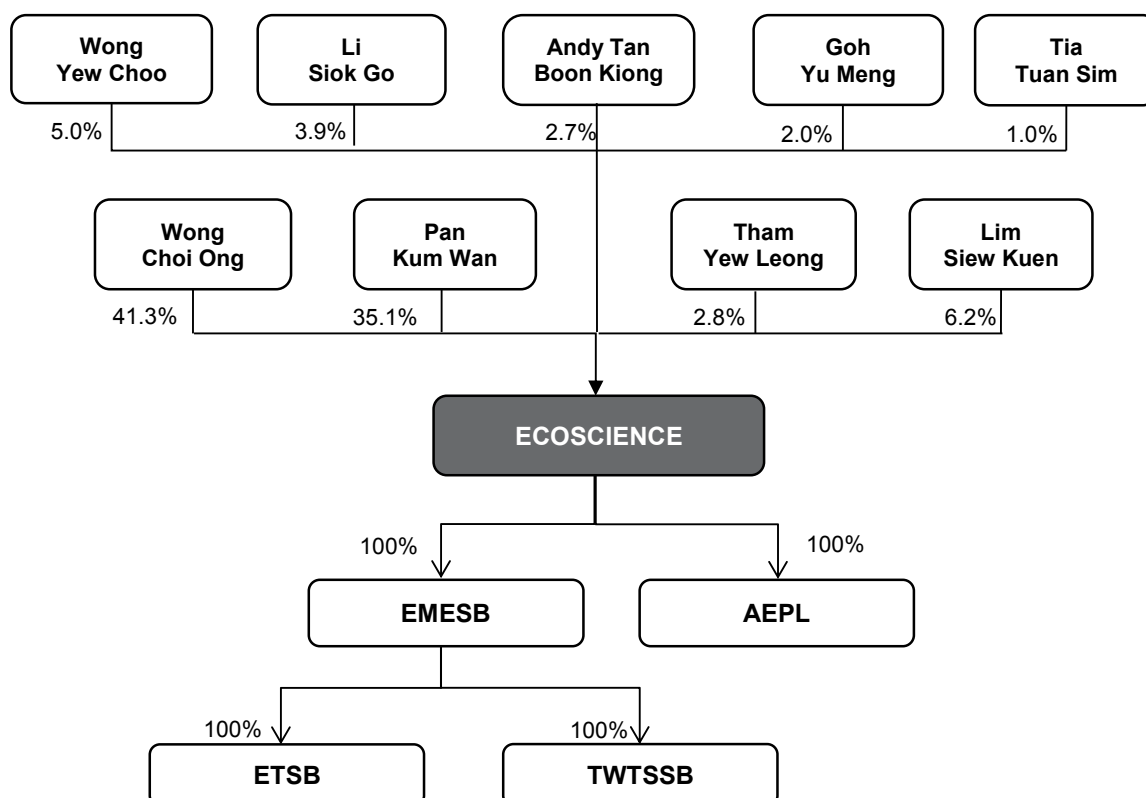 Wong
Yew Choo
Li
Siok Go
Andy Tan
Boon Kiong
Goh
Yu Meng
Tia
Tuan Sim
5.0%
3.9%
2.7%
2.0%
1.0%
Wong
Choi Ong
Pan
Kum Wan
Tham
Yew Leong
Lim
Siew Kuen
41.3%
35.1%
2.8%
6.2%
ECOSCIENCE
100%
100%
EMESB
AEPL
100%
100%
ETSB
TWTSSB